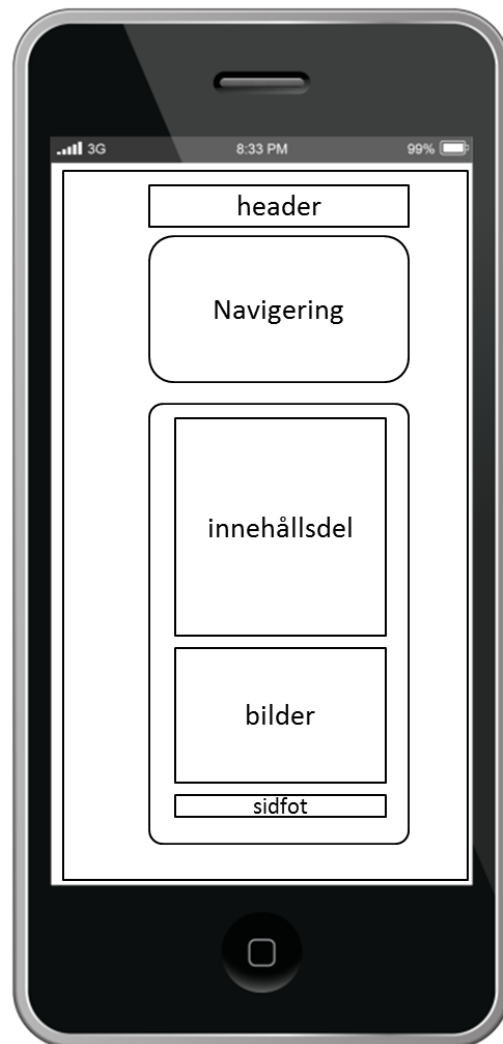 3G 8:33 PM 99%
header
Navigering
innehållsdel
bilder
sidfot